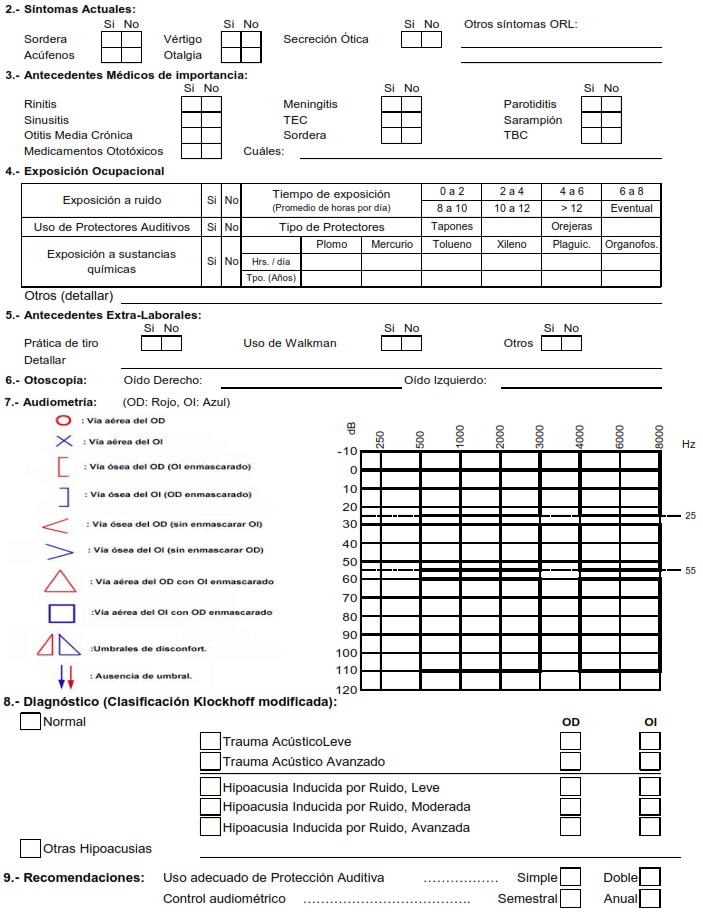 2.- Síntomas Actuales:
Si No Si No Si No Otros síntomas ORL:
Sordera Vértigo Secreción Ótica
Acúfenos Otalgia
3.- Antecedentes Médicos de importancia:
Si No Si No Si No
Rinitis Meningitis Parotiditis
Sinusitis TEC Sarampión
Otitis Media Crónica Sordera TBC
Medicamentos Ototóxicos Cuáles:
4.- Exposición Ocupacional
Exposición a ruido Si No Tiempo de exposición 0 a 2 2 a 4 4 a 6 6 a 8
(Promedio de horas por día) 8 a 10 10 a 12 > 12 Eventual
Uso de Protectores Auditivos Si No Tipo de Protectores Tapones Orejeras
Exposición a sustancias químicas Si No Plomo Mercurio Tolueno Xileno Plaguic. Organofos.
Hrs. / día
Tpo. (Años)
Otros (detallar)
5.- Antecedentes Extra-Laborales:
Si No Si No Si No
Prática de tiro Uso de Walkman Otros
Detallar
6.- Otoscopía: Oído Derecho: Oído Izquierdo:
7.- Audiometría: (OD: Rojo, OI: Azul)
: Vía aérea del OD
: Vía aérea del OI
: Vía ósea del OD (OI enmascarado)
: Vía ósea del OI (OD enmascarado)
: Vía ósea del OD (sin enmascarar OI)
: Vía ósea del OI (sin enmascarar OD)
: Vía aérea del OD con OI enmascarado
:Vía aérea del OI con OD enmascarado
:Umbrales de disconfort.
: Ausencia de umbral.
dB 250 500 1000 2000 3000 4000 6000 8000 Hz
-10
0
10
20
25
30
40
50
55
60
70
80
90
100
110
120
8.- Diagnóstico (Clasificación Klockhoff modificada):
Normal OD OI
Trauma AcústicoLeve
Trauma Acústico Avanzado
Hipoacusia Inducida por Ruido, Leve
Hipoacusia Inducida por Ruido, Moderada
Hipoacusia Inducida por Ruido, Avanzada
Otras Hipoacusias
9.- Recomendaciones: Uso adecuado de Protección Auditiva ................. Simple Doble
Control audiométrico ..................................... Semestral Anual